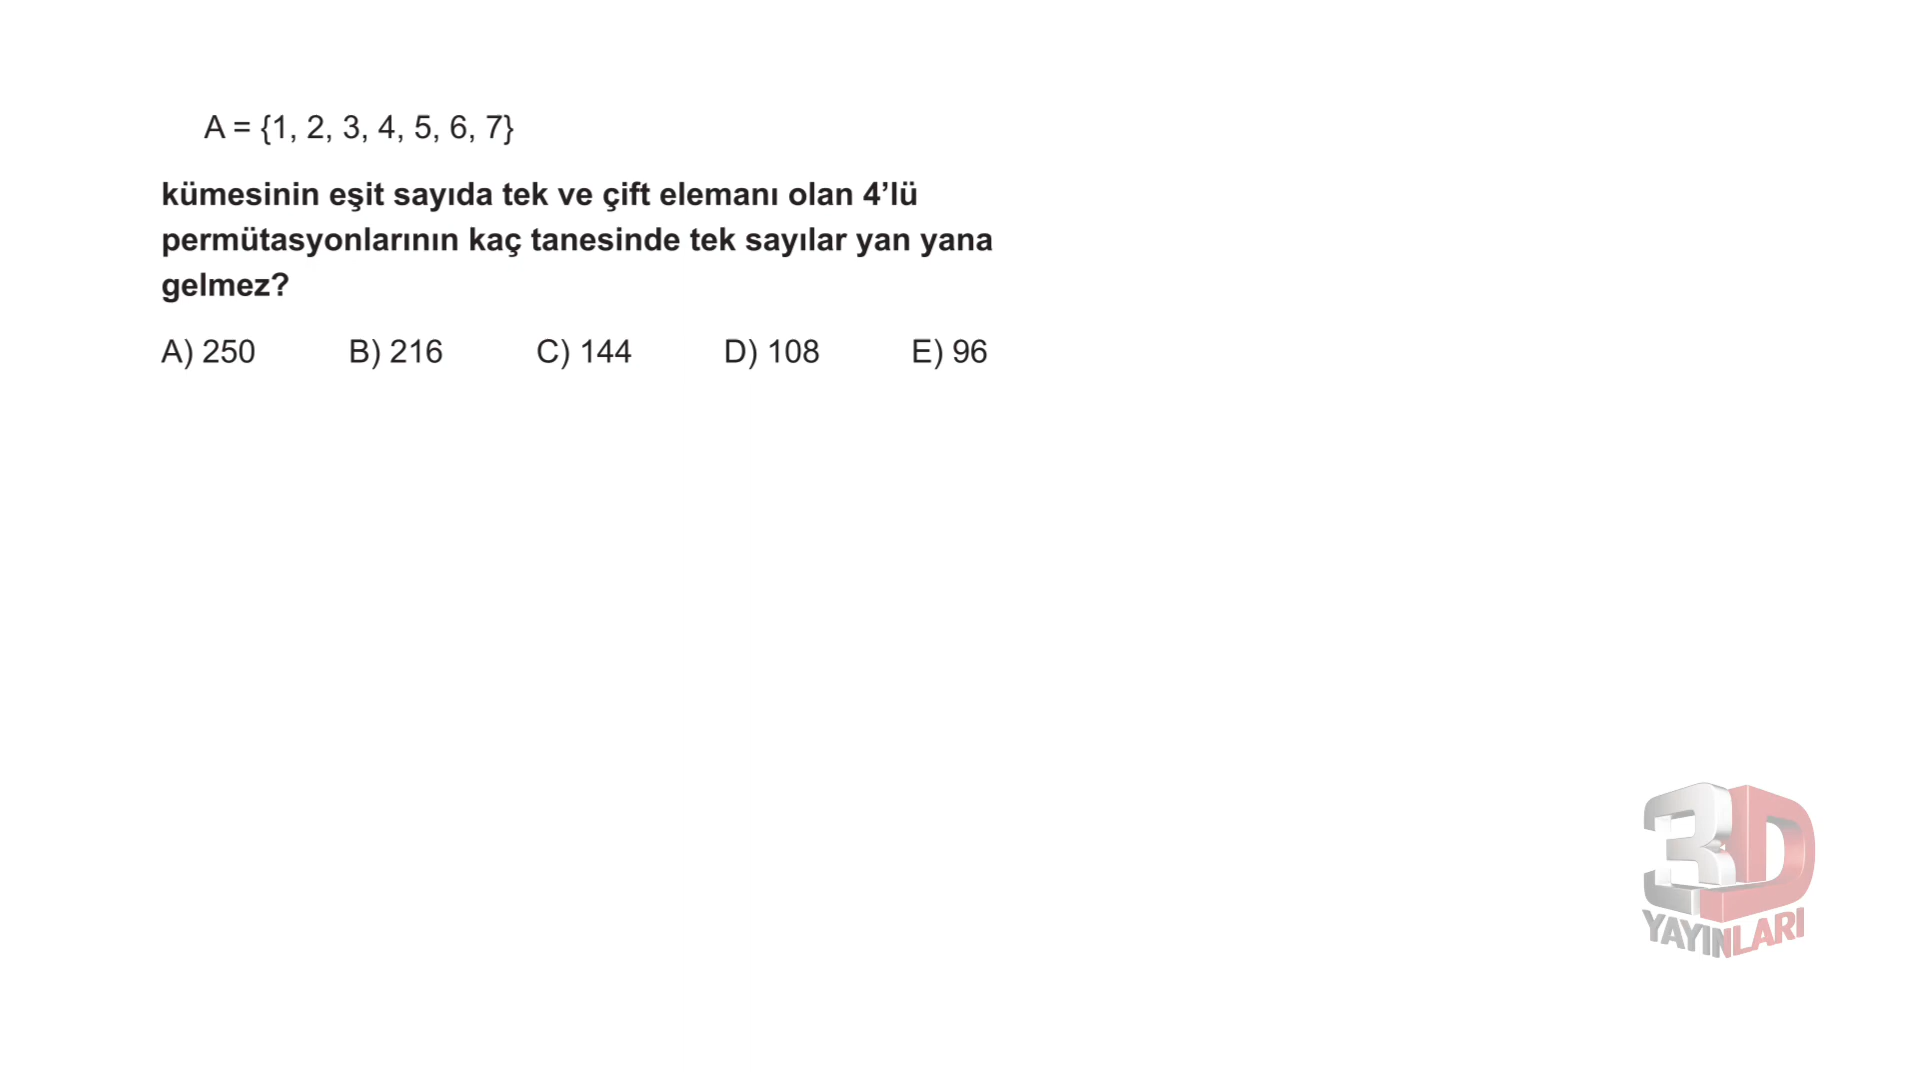 A = {1, 2, 3, 4, 5, 6, 7}
kümesinin eşit sayıda tek ve çift elemanı olan 4’lü
permütasyonlarının kaç tanesinde tek sayılar yan yana
gelmez?
A) 250 B) 216 C) 144 D) 108 E) 96
3D
YAYINLARI